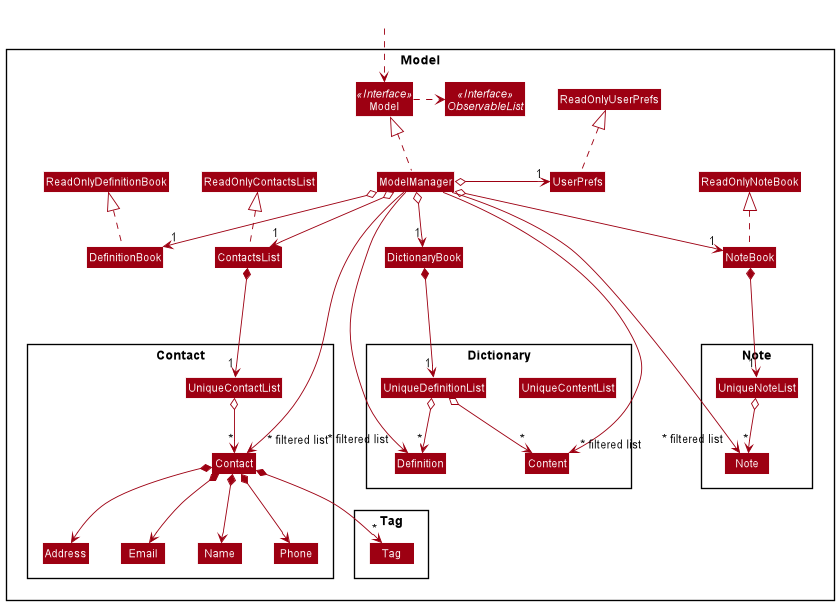 Model
«Interface»
Model
«Interface»
ObservableList
ReadOnlyUserPrefs
ReadOnlyDefinitionBook
ReadOnlyContactsList
ModelManager
1
UserPrefs
ReadOnlyNoteBook
1
1
1
1
DefinitionBook
ContactsList
DictionaryBook
NoteBook
Contact
Dictionary
Note
1
1
1
UniqueContactList
UniqueDefinitionList
UniqueContentList
UniqueNoteList
*
* filtered list
* filtered list
*
*
* filtered list
* filtered list
*
Contact
Definition
Content
Note
Tag
*
Address
Email
Name
Phone
Tag